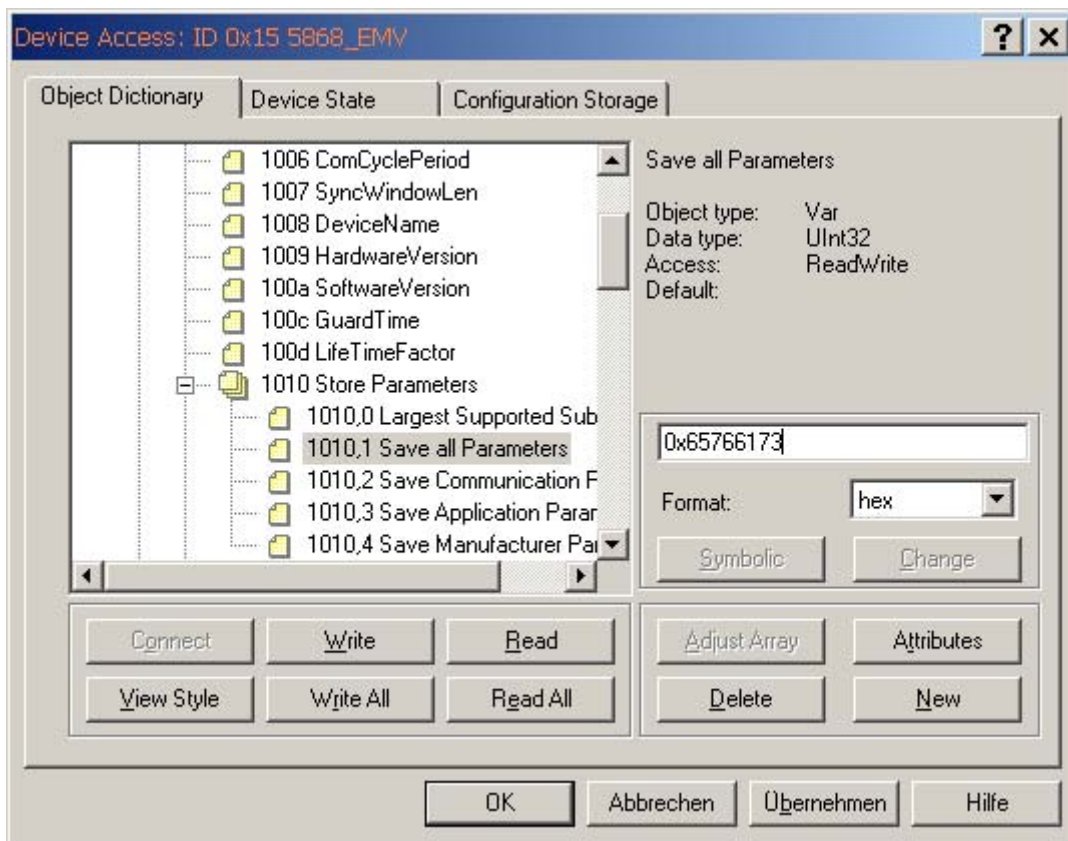 Device Access: ID 0x15 5868_EMV
Object Dictionary
Device State
Configuration Storage
1006 ComCyclePeriod
1007 SyncWindowLen
1008 DeviceName
1009 HardwareVersion
100a SoftwareVersion
100c GuardTime
100d LifeTimeFactor
1010 Store Parameters
1010,0 Largest Supported Sub
1010,1 Save all Parameters
1010,2 Save Communication F
1010,3 Save Application Parar
1010,4 Save Manufacturer Pa
Save all Parameters
Object type: Var
Data type: UInt32
Access: ReadWrite
Default:
0x65766173
Format: hex
Symbolic Change
Connect Write Read
View Style Write All Read All
Adjust Array Attributes
Delete New
OK Abbrechen Übernehmen Hilfe